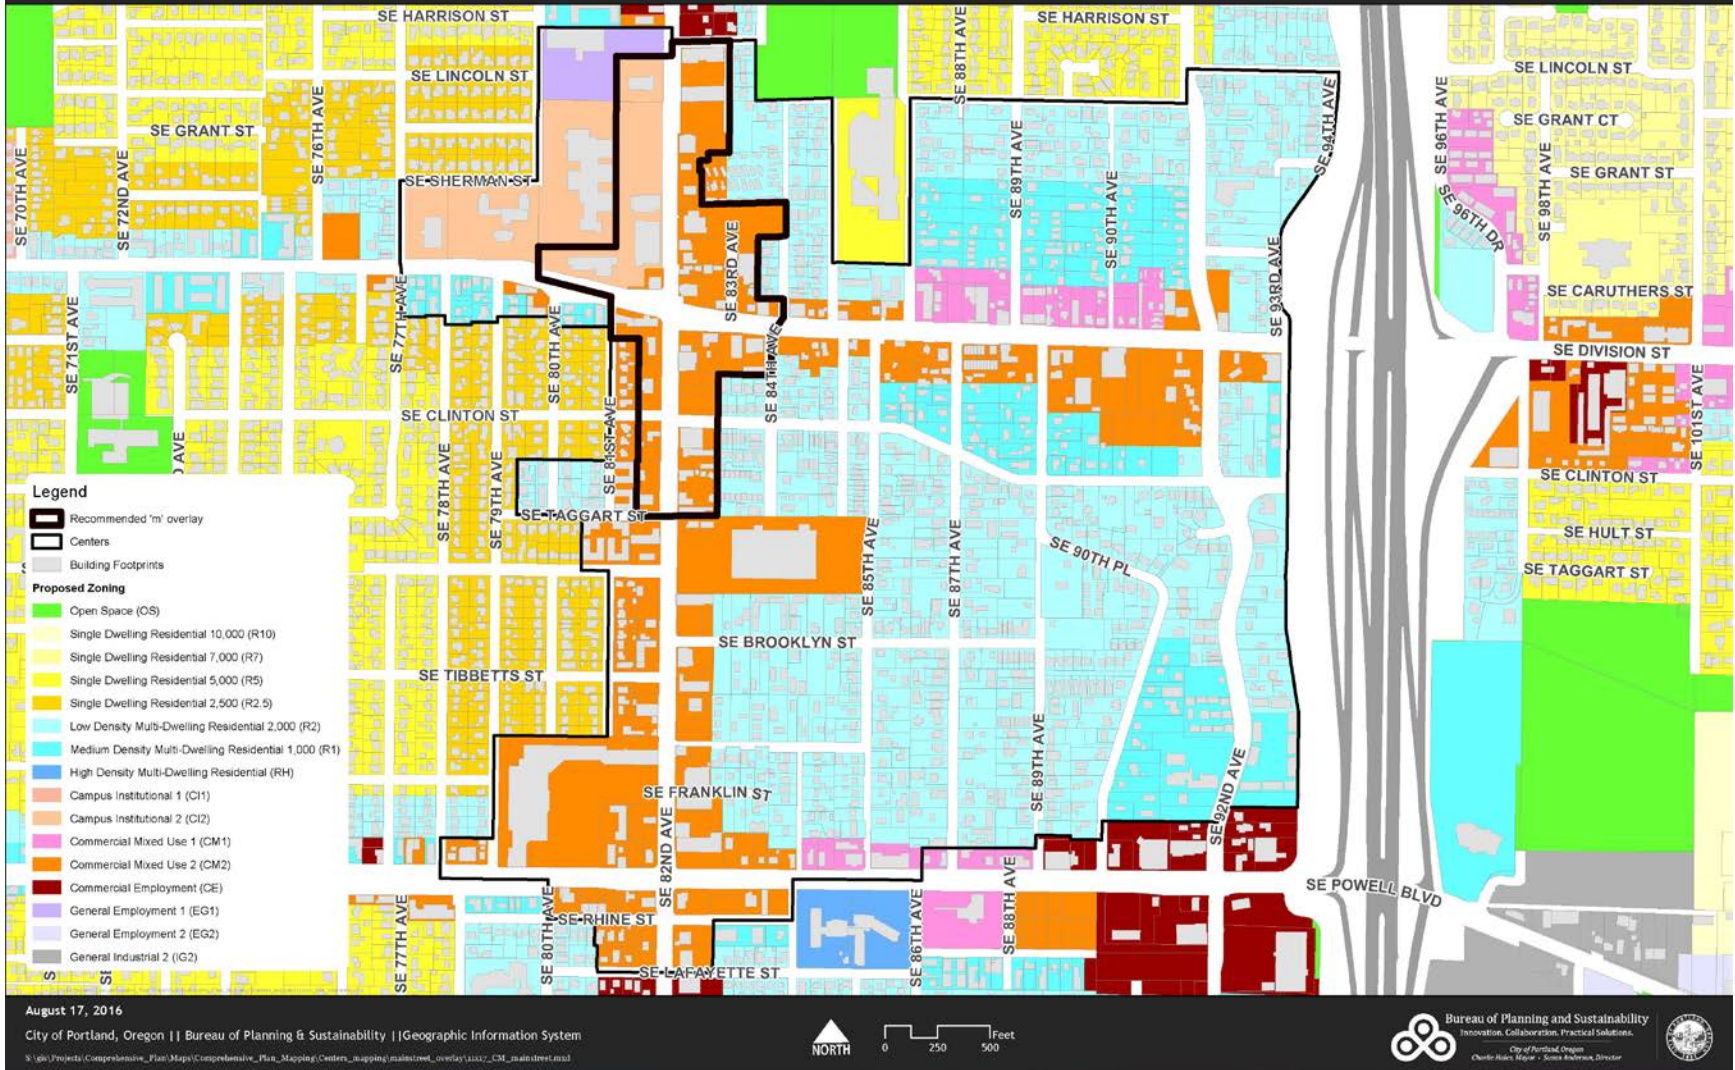 SE HARRISON ST
SE HARRISON ST
SE 88TH AVE
SE LINCOLN ST
SE LINCOLN ST
SE 76TH AVE
SE 94TH AVE
SE 96TH AVE
SE GRANT ST
SE GRANT CT
SE 70TH AVE
SE 72ND AVE
SE SHERMAN ST
SE 89TH AVE
SE 90TH AVE
SE GRANT ST
SE 98TH AVE
SE 96TH DR
SE 83RD AVE
SE 93RD AVE
SE CARUTHERS ST
SE 71ST AVE
SE 77TH AVE
SE 80TH AVE
SE 84TH AVE
SE DIVISION ST
SE CLINTON ST
SE 81ST AVE
SE 101ST AVE
AVE
SE 78TH AVE
SE 79TH AVE
SE CLINTON ST
SE TAGGART ST
SE 85TH AVE
SE 87TH AVE
SE 90TH PL
SE HULT ST
SE TAGGART ST
SE BROOKLYN ST
SE TIBBETTS ST
SE 89TH AVE
SE 92ND AVE
SE FRANKLIN ST
SE 82ND AVE
SE POWELL BLVD
SE 77TH AVE
SE 80TH AVE
SE RHINE ST
SE 86TH AVE
SE 88TH AVE
SE LAFAYETTE ST
Legend
Recommended 'm' overlay
Centers
Building Footprints
Proposed Zoning
Open Space (OS)
Single Dwelling Residential 10,000 (R10)
Single Dwelling Residential 7,000 (R7)
Single Dwelling Residential 5,000 (R5)
Single Dwelling Residential 2,500 (R2.5)
Low Density Multi-Dwelling Residential 2,000 (R2)
Medium Density Multi-Dwelling Residential 1,000 (R1)
High Density Multi-Dwelling Residential (RH)
Campus Institutional 1 (CI1)
Campus Institutional 2 (CI2)
Commercial Mixed Use 1 (CM1)
Commercial Mixed Use 2 (CM2)
Commercial Employment (CE)
General Employment 1 (EG1)
General Employment 2 (EG2)
General Industrial 2 (IG2)
August 17, 2016
City of Portland, Oregon || Bureau of Planning & Sustainability ||Geographic Information System
NORTH
Feet
0 250 500
Bureau of Planning and Sustainability
Innovation. Collaboration. Practical Solutions.
City of Portland, Oregon
Charlie Hales, Mayor - Susan Anderson, Director